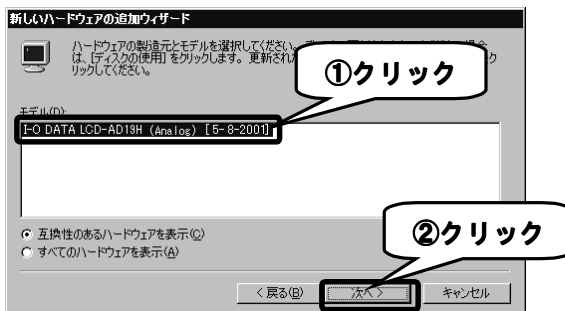 新しいハードウェアの追加ウィザード
ハードウェアの製造元とモデルを選択してください。
は、[ディスクの使用] をクリックします。更新された
リックしてください。
①クリック
モデル(D):
I-O DATA LCD-AD19H (Analog) [5-8-2001]
互換性のあるハードウェアを表示(C)
すべてのハードウェアを表示(A)
②クリック
< 戻る(B) 次へ > キャンセル